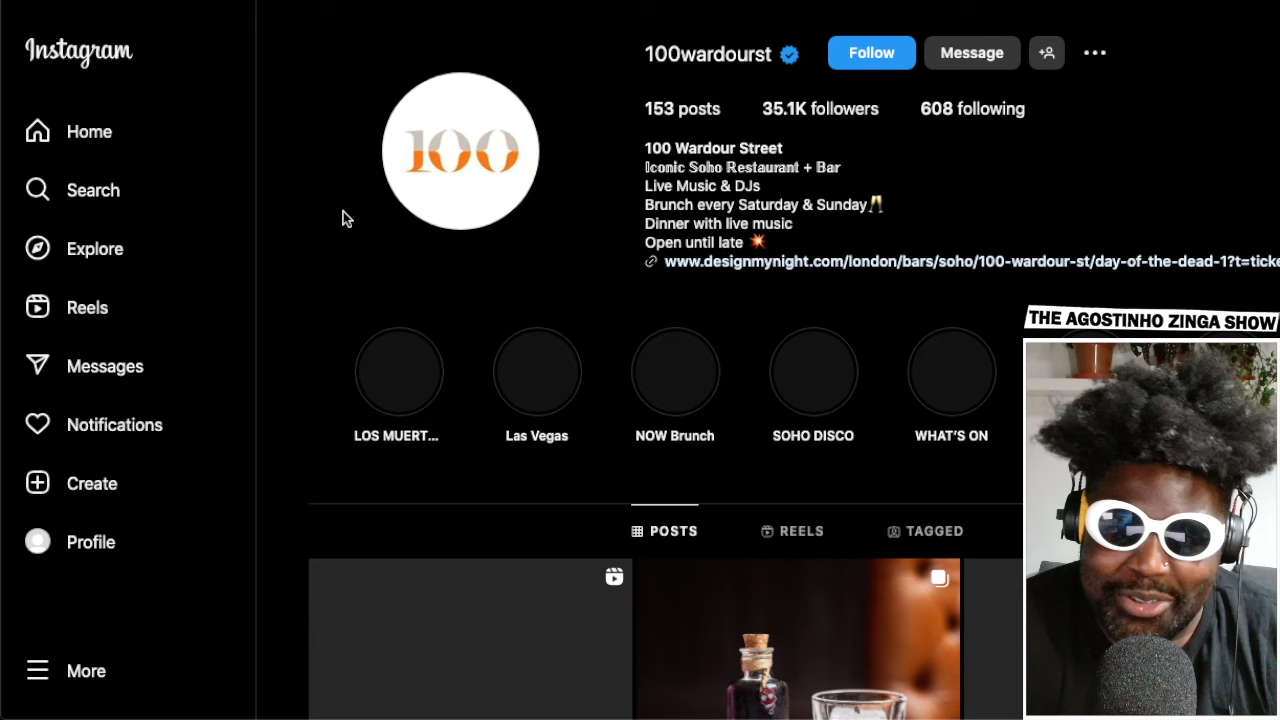 Instagram
Home
Search
Explore
Reels
Messages
Notifications
Create
Profile
More
100wardourst
Follow
Message
153 posts
35.1K followers
608 following
100
100 Wardour Street
𝕀𝕔𝕠𝕟𝕚𝕔 𝕊𝕠𝕙𝕠 ℝ𝕖𝕤𝕥𝕒𝕦𝕣𝕒𝕟𝕥 + 𝔹𝕒𝕣
Live Music & DJs
Brunch every Saturday & Sunday🥂
Dinner with live music
Open until late 💥
www.designmynight.com/london/bars/soho/100-wardour-st/day-of-the-dead-1?t=ticke
THE AGOSTINHO ZINGA SHOW
LOS MUERT...
Las Vegas
NOW Brunch
SOHO DISCO
WHAT'S ON
POSTS
REELS
TAGGED